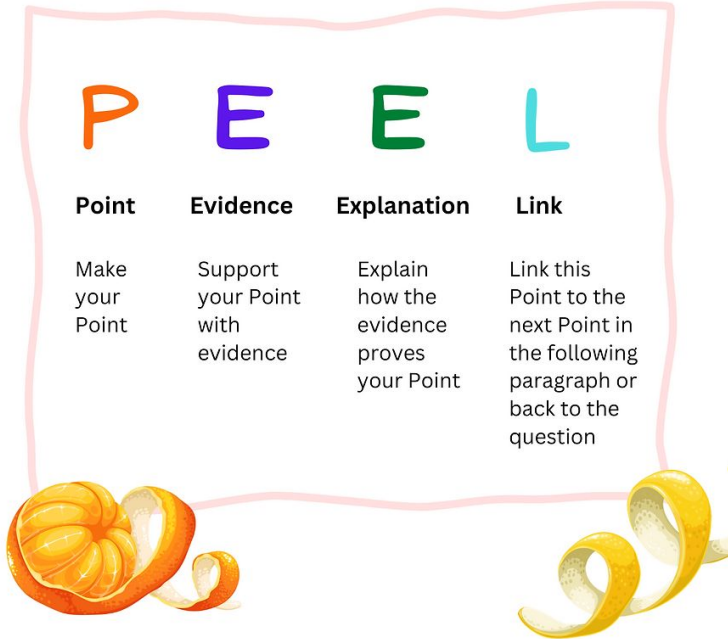 P E E L
Point Evidence Explanation Link
Make
your
Point
Support
your Point
with
evidence
Explain
how the
evidence
proves
your Point
Link this
Point to the
next Point in
the following
paragraph or
back to the
question